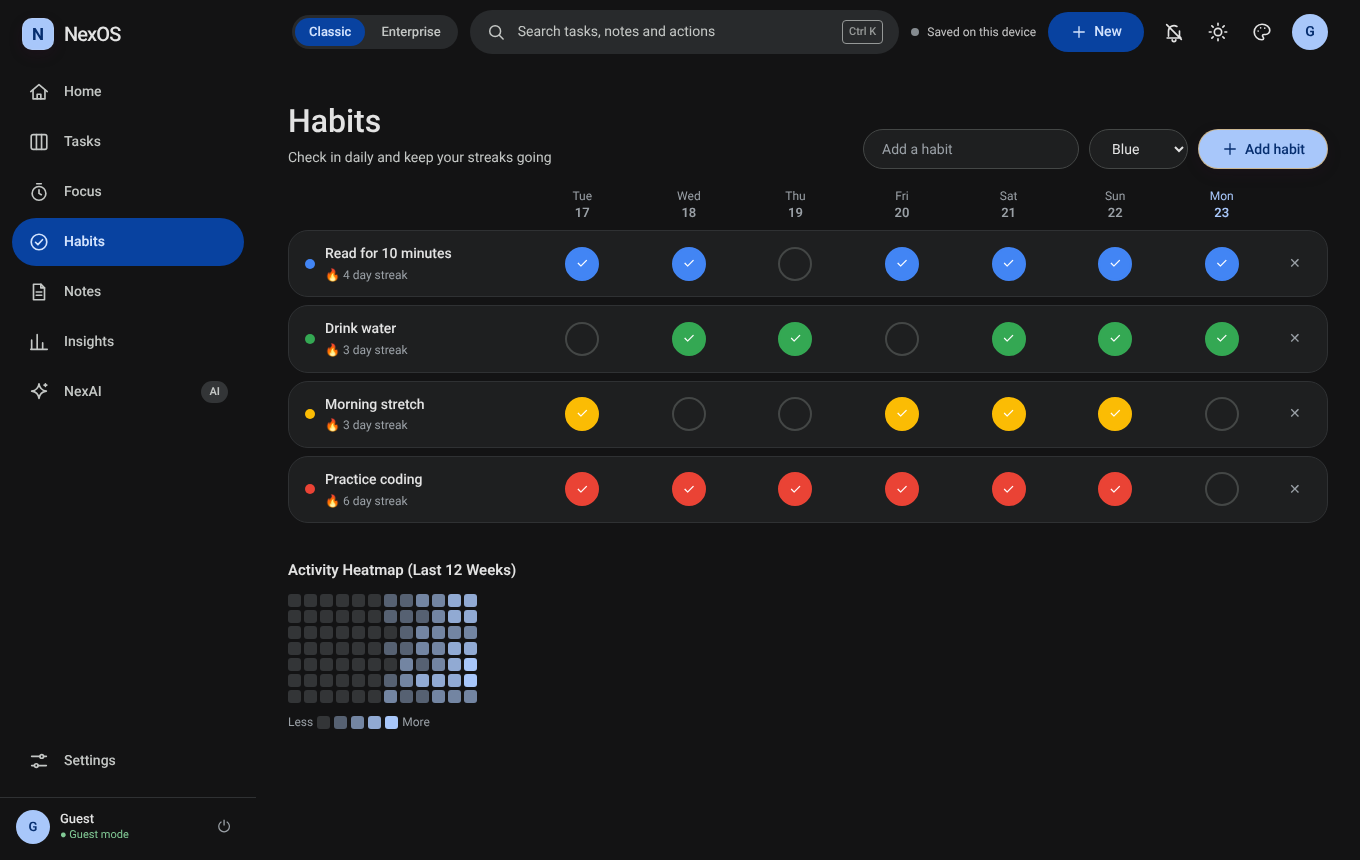 N NexOS
Classic Enterprise
Search tasks, notes and actions Ctrl K
Saved on this device
+ New
G
Home
Tasks
Focus
Habits
Notes
Insights
NexAI AI
Settings
G Guest
● Guest mode
Habits
Check in daily and keep your streaks going
Add a habit
Blue
+ Add habit
Tue Wed Thu Fri Sat Sun Mon
17 18 19 20 21 22 23
Read for 10 minutes
🔥 4 day streak
Drink water
🔥 3 day streak
Morning stretch
🔥 3 day streak
Practice coding
🔥 6 day streak
Activity Heatmap (Last 12 Weeks)
Less More